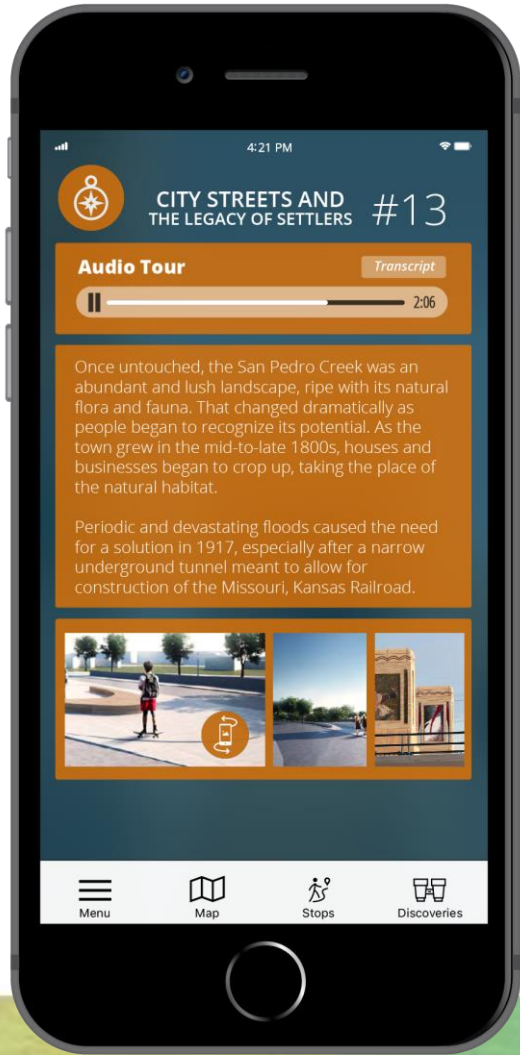 4:21 PM
CITY STREETS AND
THE LEGACY OF SETTLERS
#13
Audio Tour
Transcript
2:06
Once untouched, the San Pedro Creek was an
abundant and lush landscape, ripe with its natural
flora and fauna. That changed dramatically as
people began to recognize its potential. As the
town grew in the mid-to-late 1800s, houses and
businesses began to crop up, taking the place of
the natural habitat.
Periodic and devastating floods caused the need
for a solution in 1917, especially after a narrow
underground tunnel meant to allow for
construction of the Missouri, Kansas Railroad.
Menu
Map
Stops
Discoveries